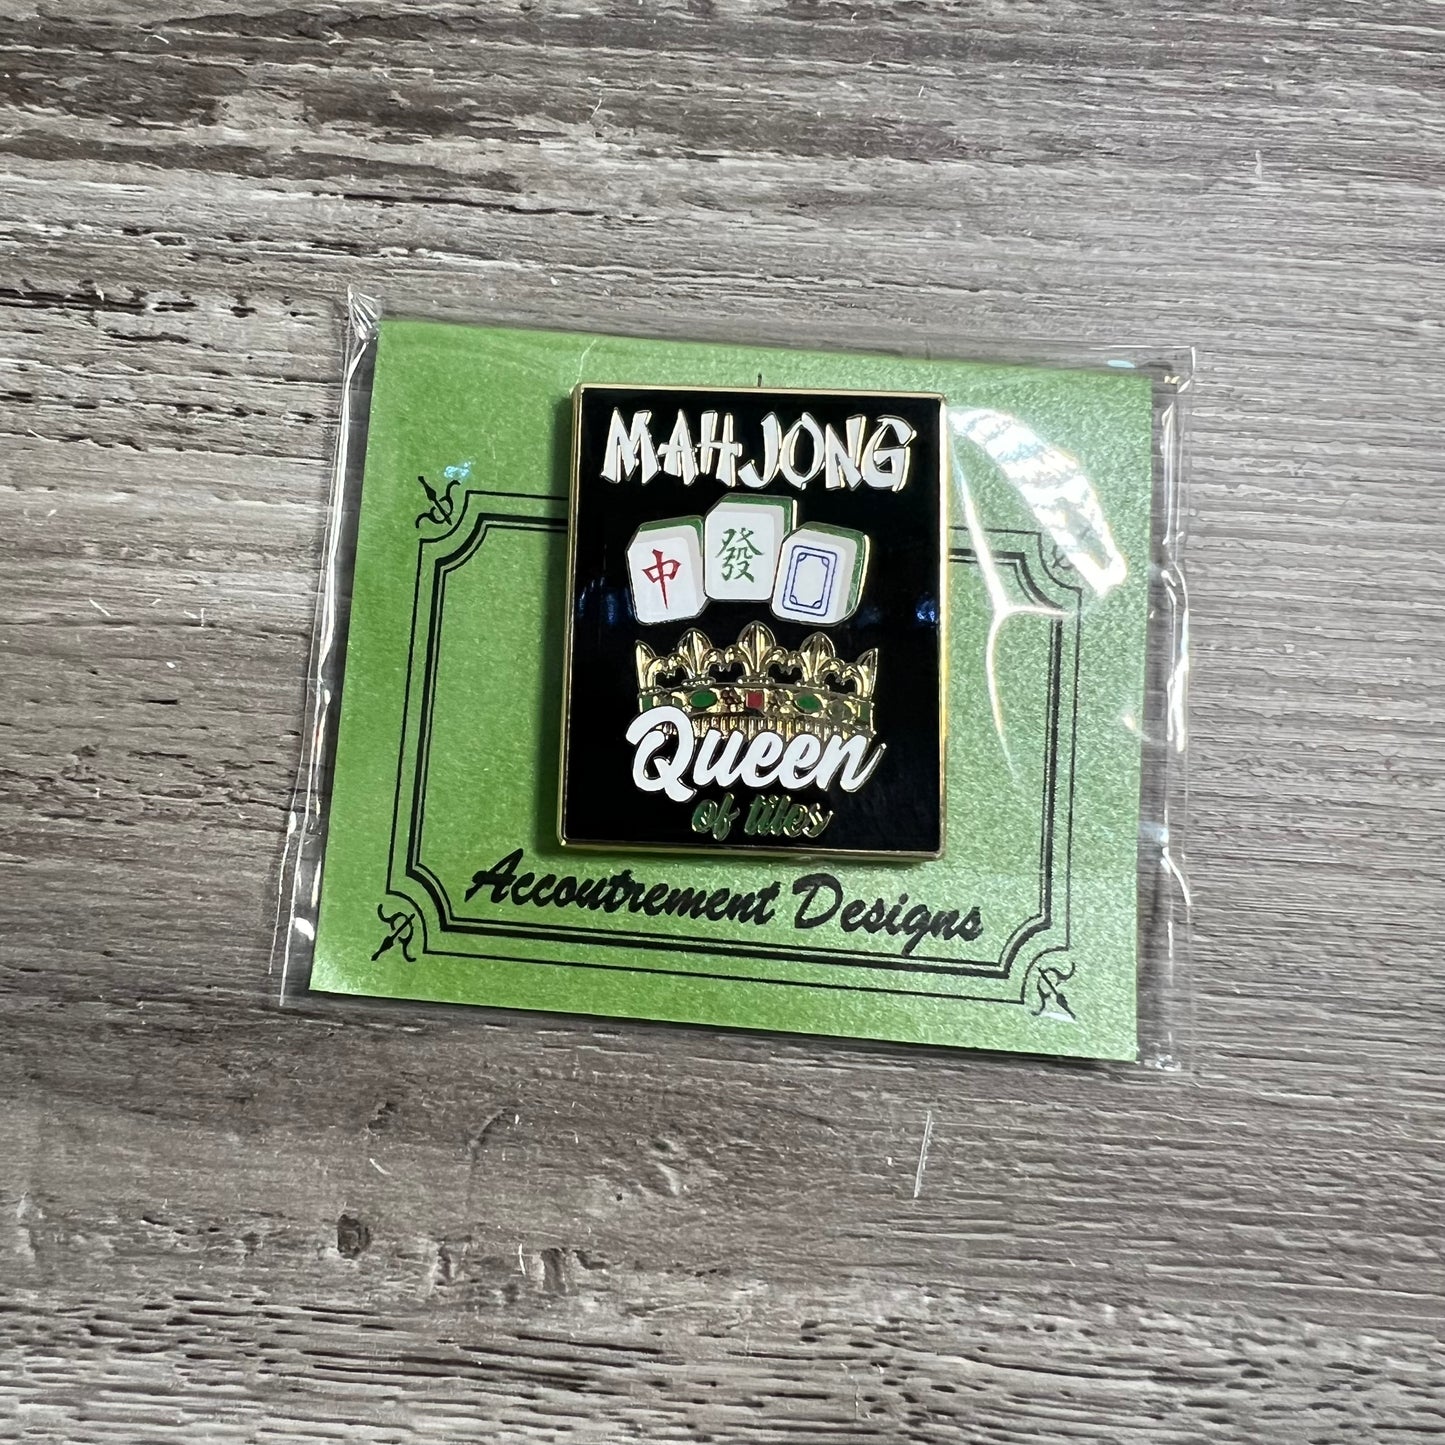 MAHJONG
中 發
Queen
of tiles
Accoutrement Designs